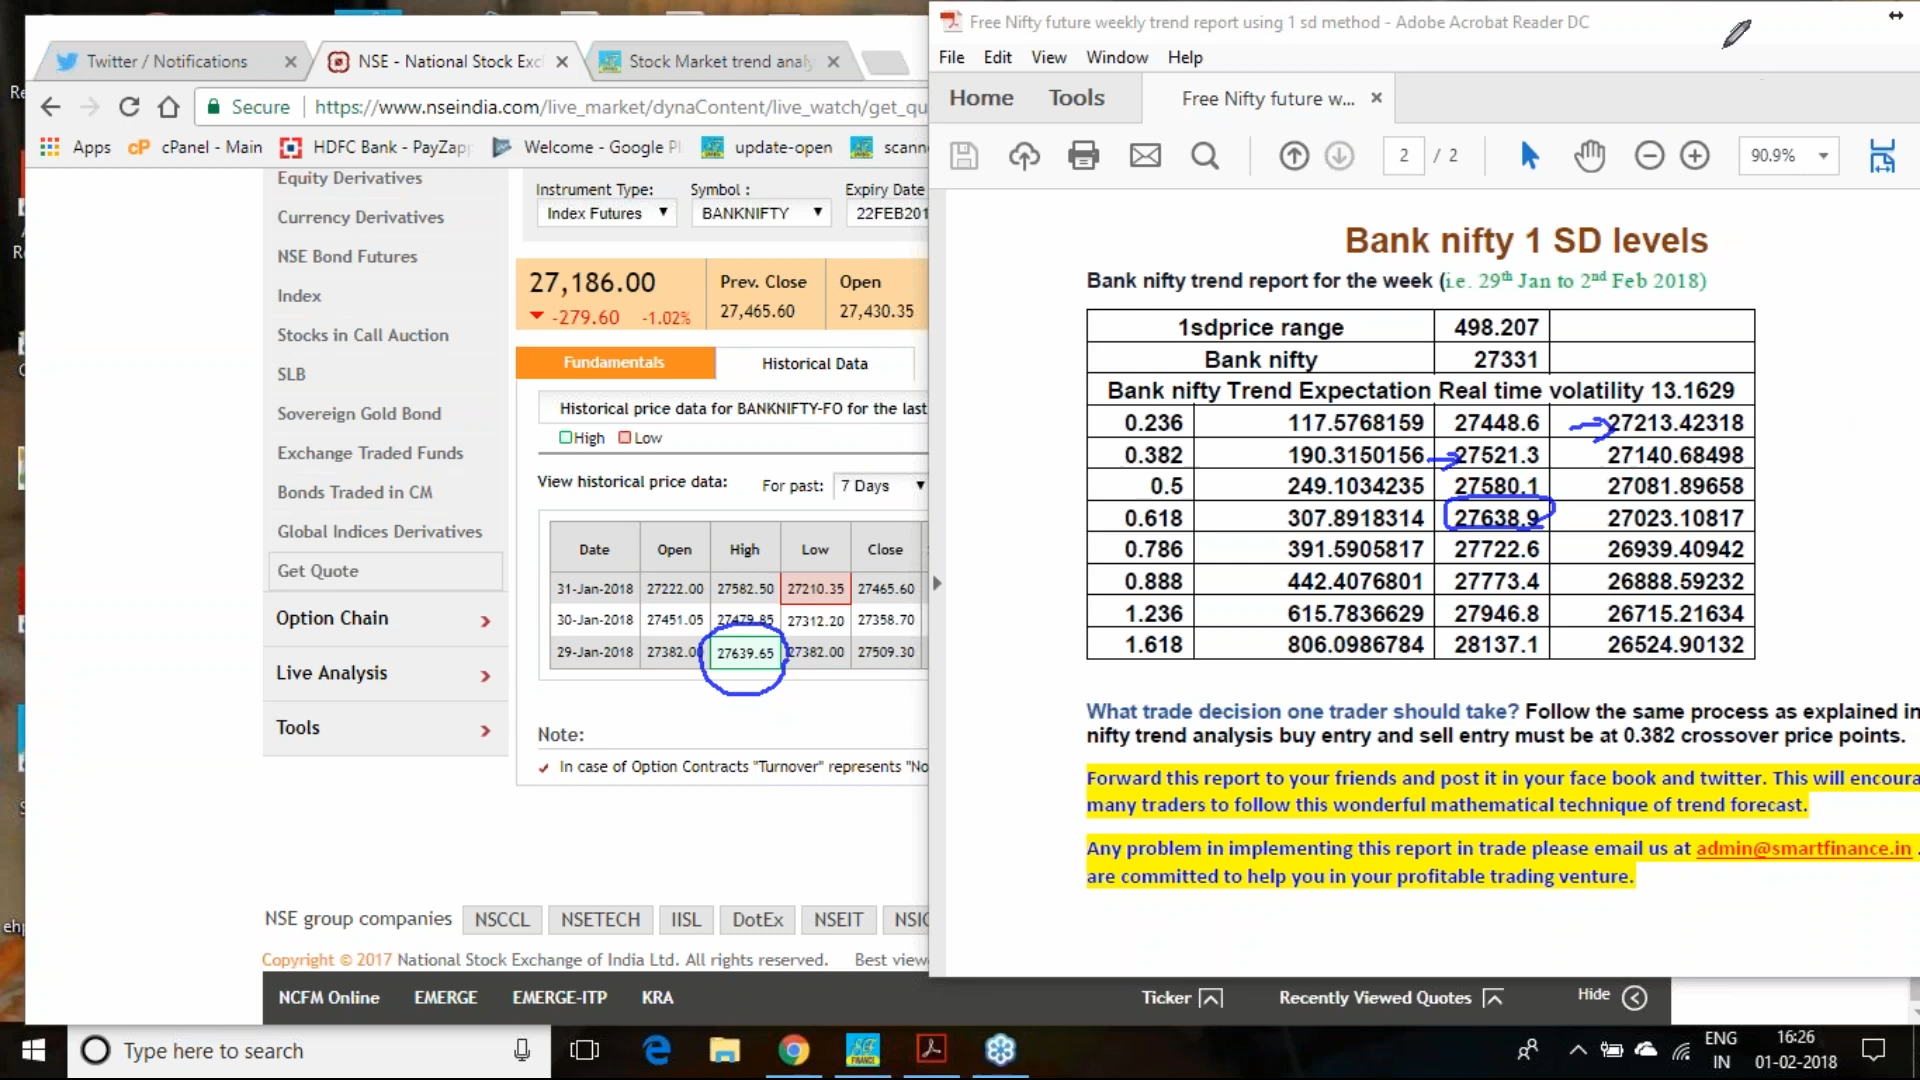 Free Nifty future weekly trend report using 1 sd method - Adobe Acrobat Reader DC
Twitter / Notifications
NSE - National Stock Exc
Stock Market trend analy
File Edit View Window Help
Home Tools Free Nifty future w...
Secure https://www.nseindia.com/live_market/dynaContent/live_watch/get_qu
Apps cPanel - Main HDFC Bank - PayZapp Welcome - Google Pl update-open scann
2 / 2 90.9%
Equity Derivatives
Currency Derivatives
NSE Bond Futures
Index
Stocks in Call Auction
SLB
Sovereign Gold Bond
Exchange Traded Funds
Bonds Traded in CM
Global Indices Derivatives
Get Quote
Option Chain
Live Analysis
Tools
Instrument Type: Symbol : Expiry Date
Index Futures BANKNIFTY 22FEB201
27,186.00 Prev. Close Open
-279.60 -1.02% 27,465.60 27,430.35
Fundamentals Historical Data
Historical price data for BANKNIFTY-FO for the last
High Low
View historical price data: For past: 7 Days
Date Open High Low Close
31-Jan-2018 27222.00 27582.50 27210.35 27465.60
30-Jan-2018 27451.05 27479.85 27312.20 27358.70
29-Jan-2018 27382.00 27639.65 27382.00 27509.30
Note:
In case of Option Contracts "Turnover" represents "No
Bank nifty 1 SD levels
Bank nifty trend report for the week (i.e. 29th Jan to 2nd Feb 2018)
1sdprice range 498.207
Bank nifty 27331
Bank nifty Trend Expectation Real time volatility 13.1629
0.236 117.5768159 27448.6 27213.42318
0.382 190.3150156 27521.3 27140.68498
0.5 249.1034235 27580.1 27081.89658
0.618 307.8918314 27638.9 27023.10817
0.786 391.5905817 27722.6 26939.40942
0.888 442.4076801 27773.4 26888.59232
1.236 615.7836629 27946.8 26715.21634
1.618 806.0986784 28137.1 26524.90132
What trade decision one trader should take? Follow the same process as explained in
nifty trend analysis buy entry and sell entry must be at 0.382 crossover price points.
Forward this report to your friends and post it in your face book and twitter. This will encoura
many traders to follow this wonderful mathematical technique of trend forecast.
Any problem in implementing this report in trade please email us at admin@smartfinance.in .
are committed to help you in your profitable trading venture.
NSE group companies NSCCL NSETECH IISL DotEx NSEIT NSIC
Copyright © 2017 National Stock Exchange of India Ltd. All rights reserved. Best view
NCFM Online EMERGE EMERGE-ITP KRA Ticker Recently Viewed Quotes Hide
Type here to search
ENG 16:26
IN 01-02-2018